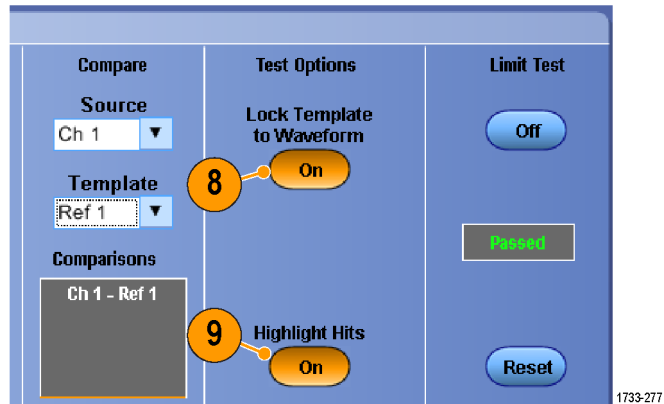 Compare
Source
Ch 1
Template
Ref 1
Comparisons
Ch 1 - Ref 1
Test Options
Lock Template
to Waveform
8
On
9
Highlight Hits
On
Limit Test
Off
Passed
Reset
1733-277